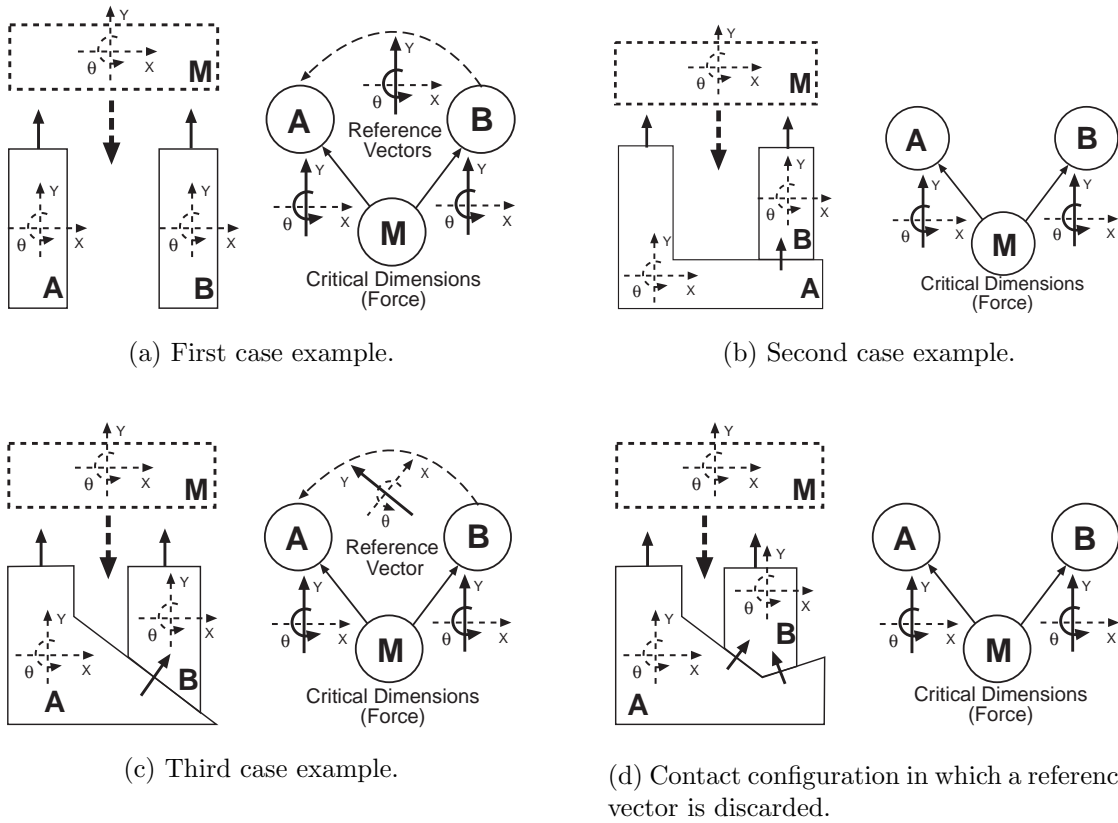 Y
θ
X
M
Y
θ
X
A
Y
θ
X
B
Y
X
θ
A
B
Reference
Vectors
Y
θ
X
Y
θ
X
M
Critical Dimensions
(Force)
(a) First case example.
Y
θ
X
M
Y
θ
X
B
Y
θ
X
A
A
B
Y
θ
X
Y
θ
X
M
Critical Dimensions
(Force)
(b) Second case example.
Y
θ
X
M
Y
θ
X
B
Y
θ
X
A
Y
X
θ
A
B
Reference
Vector
Y
θ
X
Y
θ
X
M
Critical Dimensions
(Force)
(c) Third case example.
Y
θ
X
M
Y
θ
X
B
Y
θ
X
A
A
B
Y
θ
X
Y
θ
X
M
Critical Dimensions
(Force)
(d) Contact configuration in which a referenc
vector is discarded.